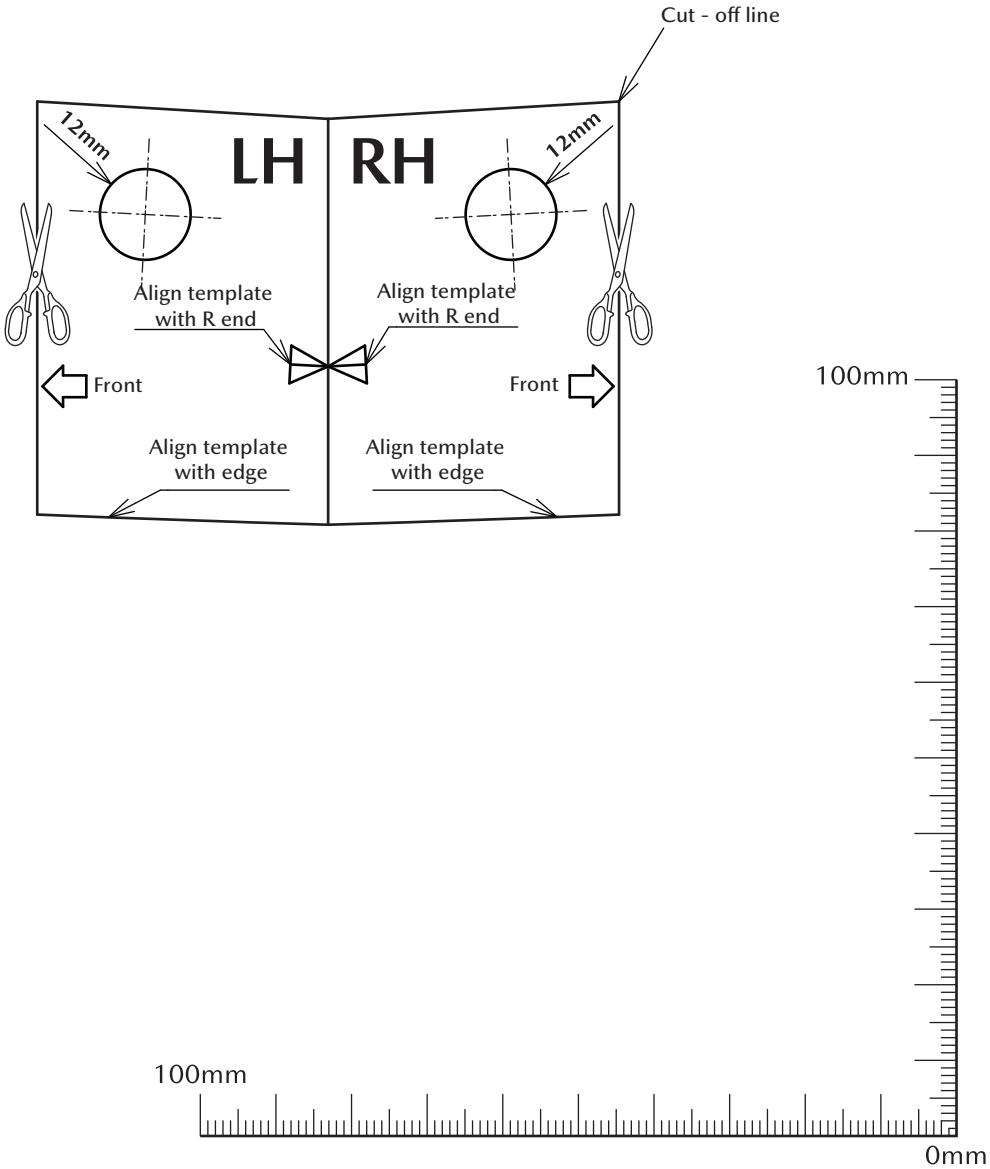 Cut - off line
12mm
LH
RH
12mm
Align template
with R end
Align template
with R end
Front
Front
Align template
with edge
Align template
with edge
100mm
100mm
0mm